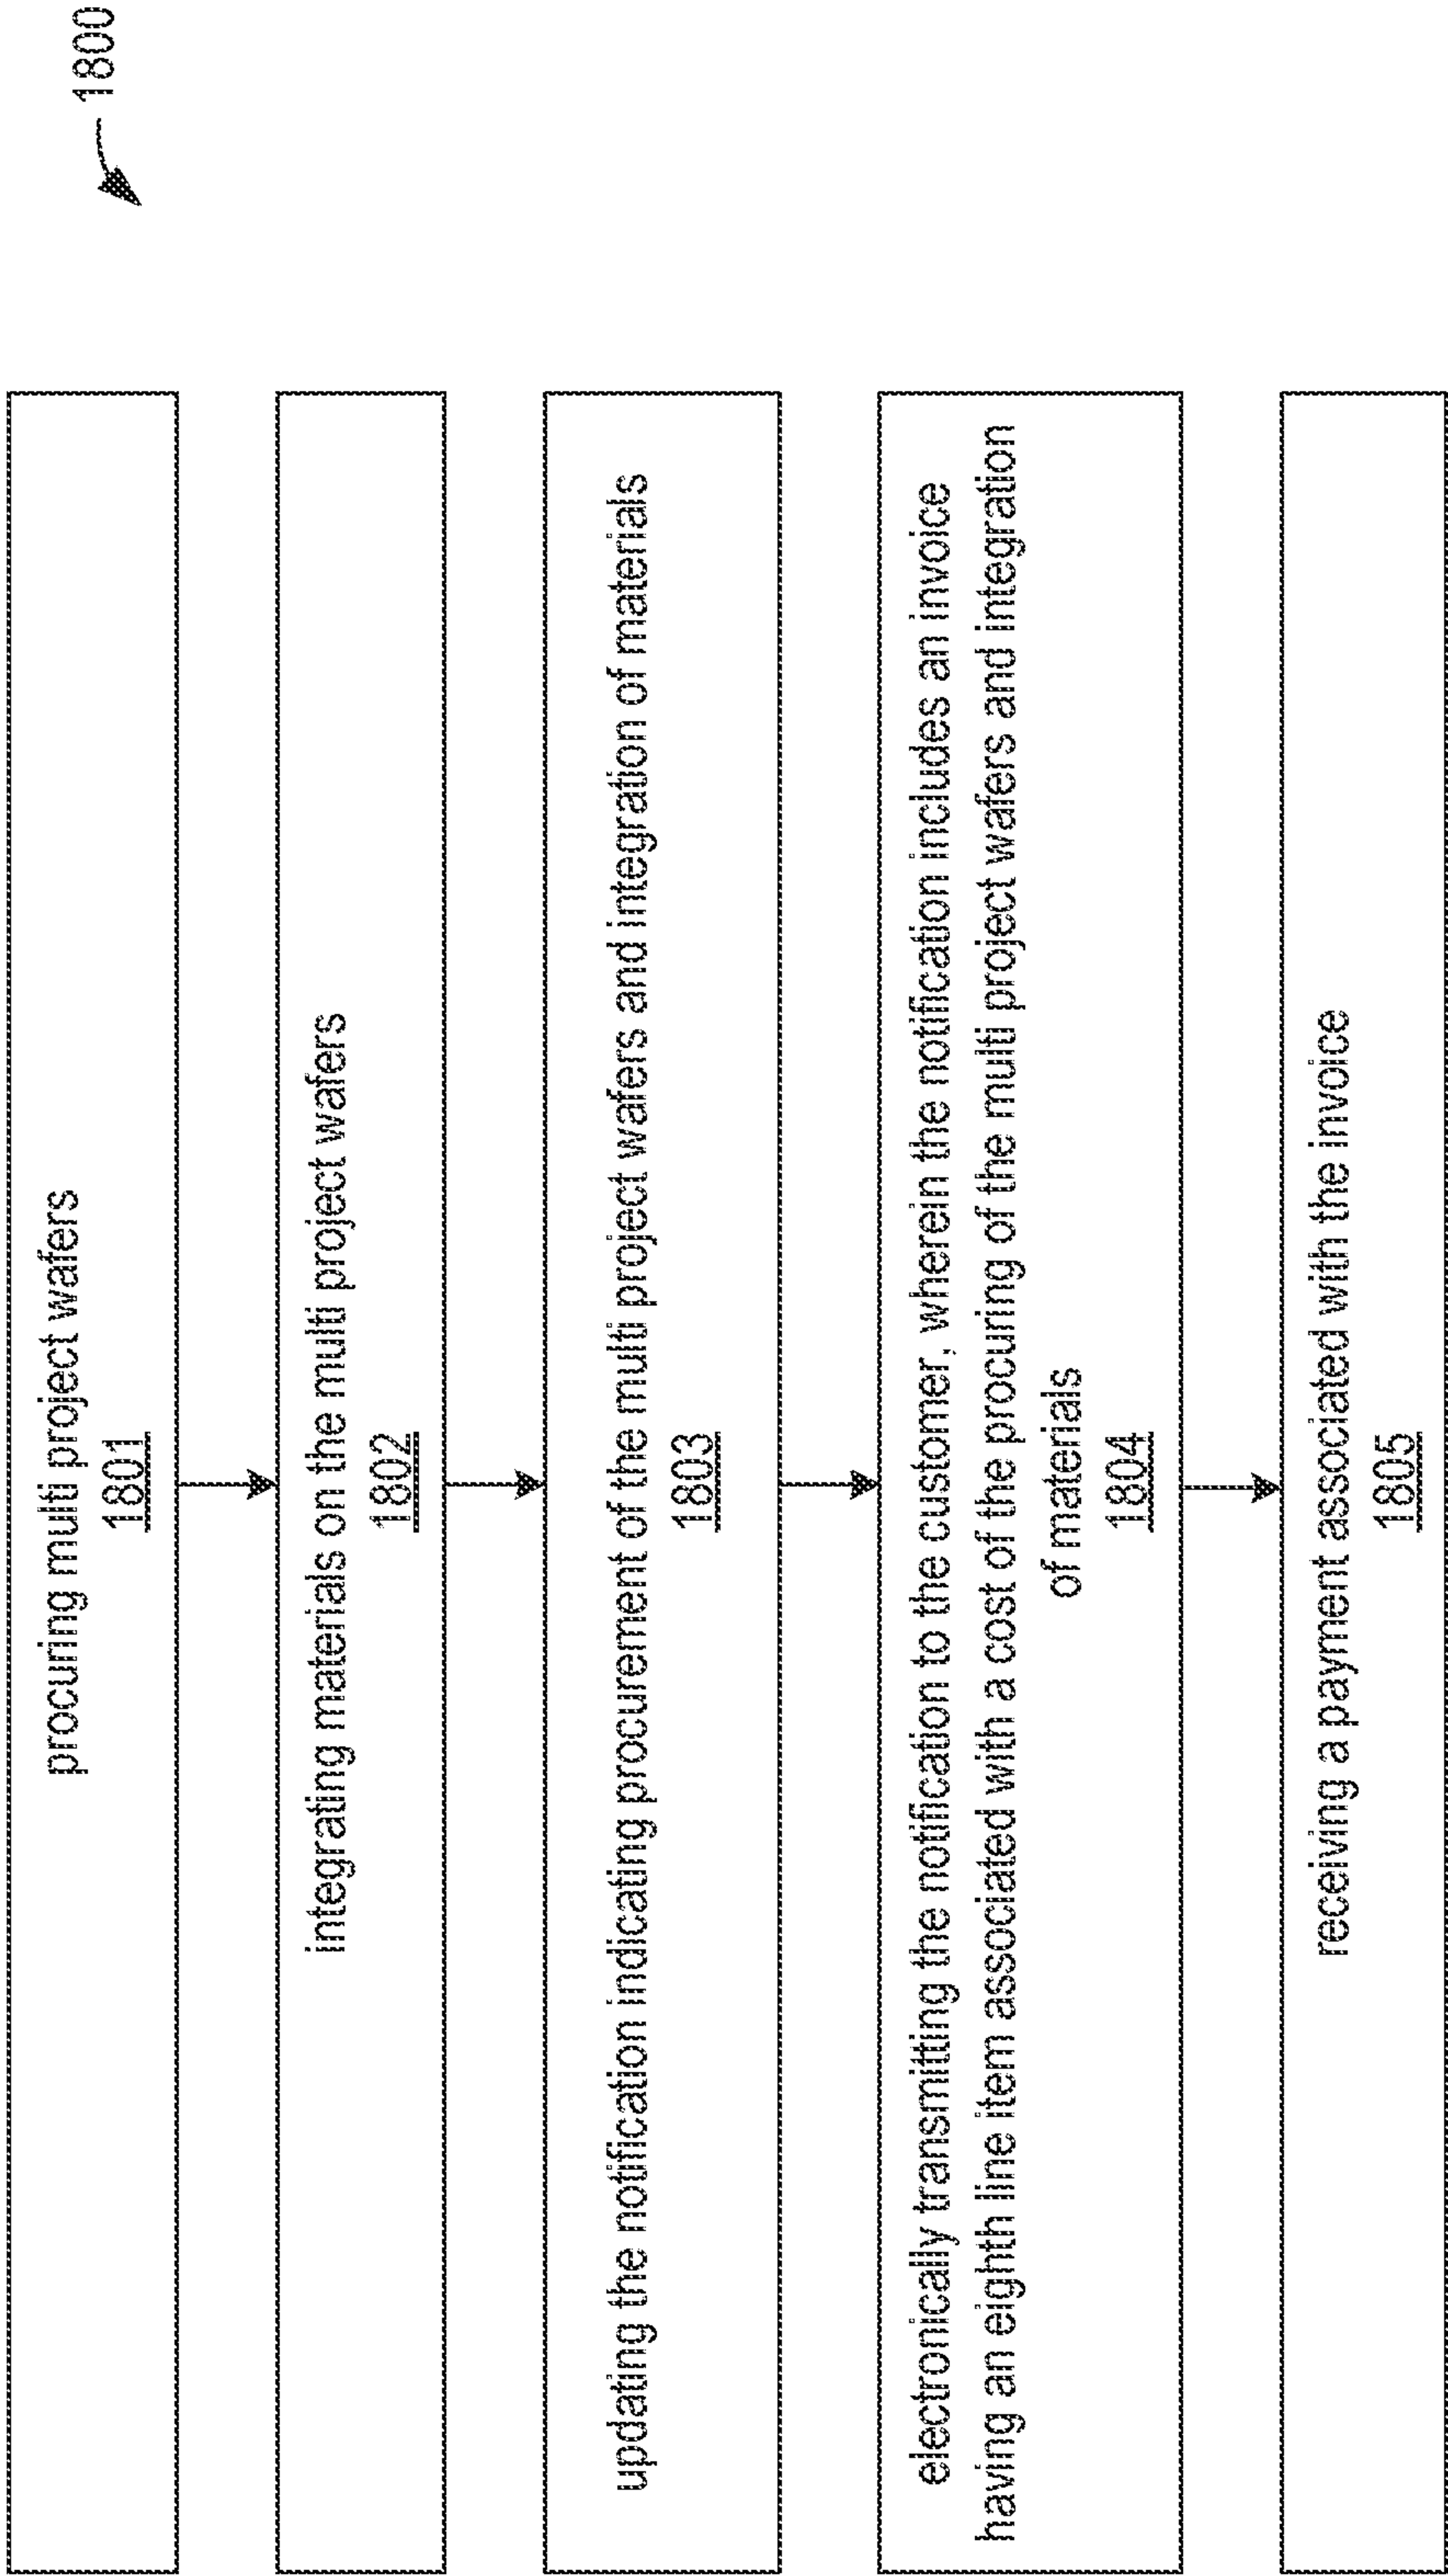 1800
procuring multi project wafers
1801
integrating materials on the multi project wafers
1802
updating the notification indicating procurement of the multi project wafers and integration of materials
1803
electronically transmitting the notification to the customer, wherein the notification includes an invoice
having an eighth line item associated with a cost of the procuring of the multi project wafers and integration
of materials
1804
receiving a payment associated with the invoice
1805